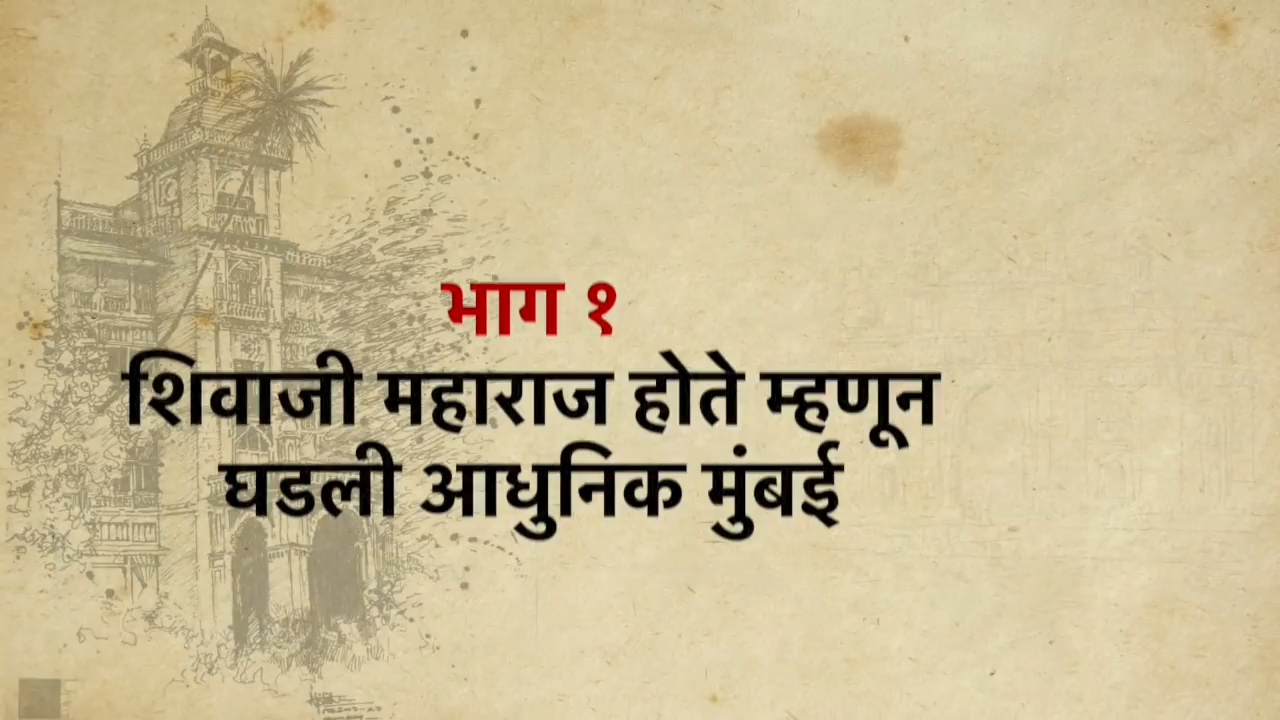 भाग १
शिवाजी महाराज होते म्हणून
घडली आधुनिक मुंबई